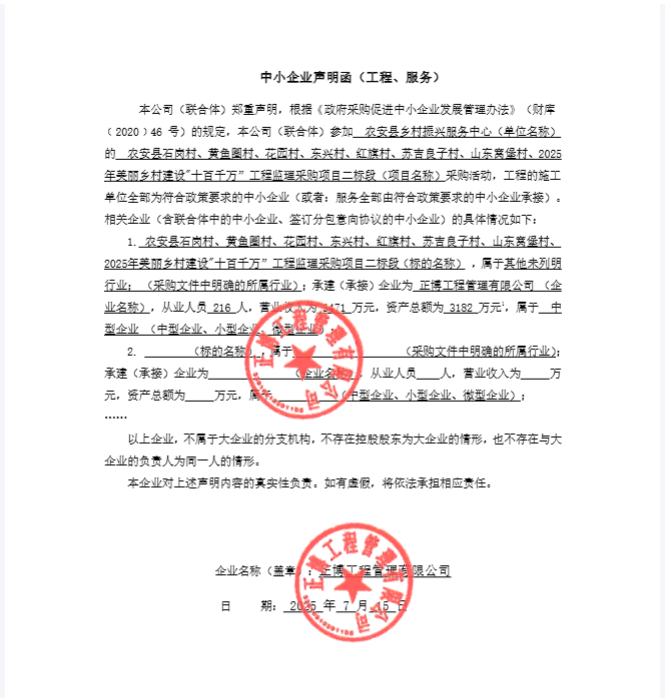 中小企业声明函（工程、服务）
本公司（联合体）郑重声明，根据《政府采购促进中小企业发展管理办法》（财库
﹝2020﹞46 号）的规定，本公司（联合体）参加 农安县乡村振兴服务中心（单位名称）
的 农安县石岗村、黄鱼圈村、花园村、东兴村、红旗村、苏吉良子村、山东窝堡村、2025
年美丽乡村建设"十百千万"工程监理采购项目二标段（项目名称）采购活动，工程的施工
单位全部为符合政策要求的中小企业（或者：服务全部由符合政策要求的中小企业承接）。
相关企业（含联合体中的中小企业、签订分包意向协议的中小企业）的具体情况如下：
1. 农安县石岗村、黄鱼圈村、花园村、东兴村、红旗村、苏吉良子村、山东窝堡村、
2025年美丽乡村建设"十百千万"工程监理采购项目二标段（标的名称） ，属于其他未列明
行业； （采购文件中明确的所属行业）；承建（承接）企业为 正博工程管理有限公司 （企
业名称），从业人员 216 人，营业收入为 471 万元，资产总额为 3182 万元¹，属于 中
型企业 （中型企业、小型企业、微型企业）
2. （标的名称） ，属于 （采购文件中明确的所属行业）；
承建（承接）企业为 （企业名 ，从业人员 人，营业收入为 万
元，资产总额为 万元，属于 （中型企业、小型企业、微型企业）；
……
以上企业，不属于大企业的分支机构，不存在控股股东为大企业的情形，也不存在与大
企业的负责人为同一人的情形。
本企业对上述声明内容的真实性负责。如有虚假，将依法承担相应责任。
正博工程管理有限公司
企业名称（盖章）：正博工程管理有限公司
日 期：2025 年 7 月 15 日
正博工程管理有限公司